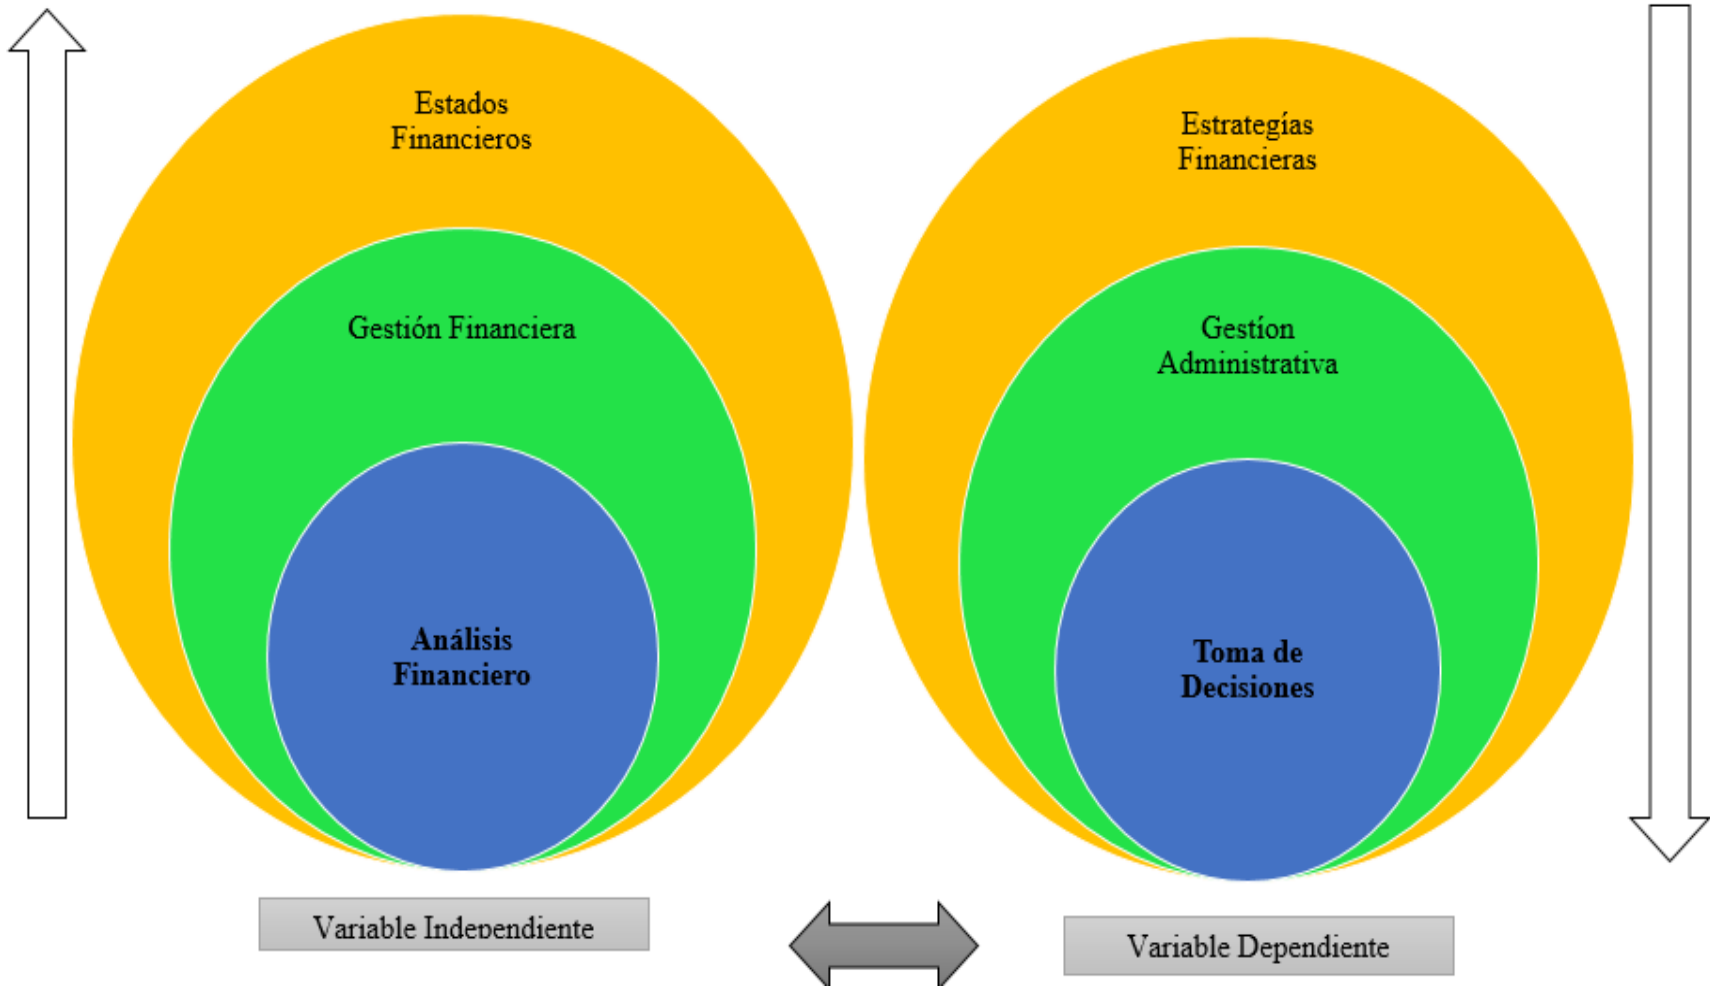 Estados
Financieros
Gestión Financiera
Análisis
Financiero
Variable Independiente
Estrategías
Financieras
Gestíon
Administrativa
Toma de
Decisiones
Variable Dependiente